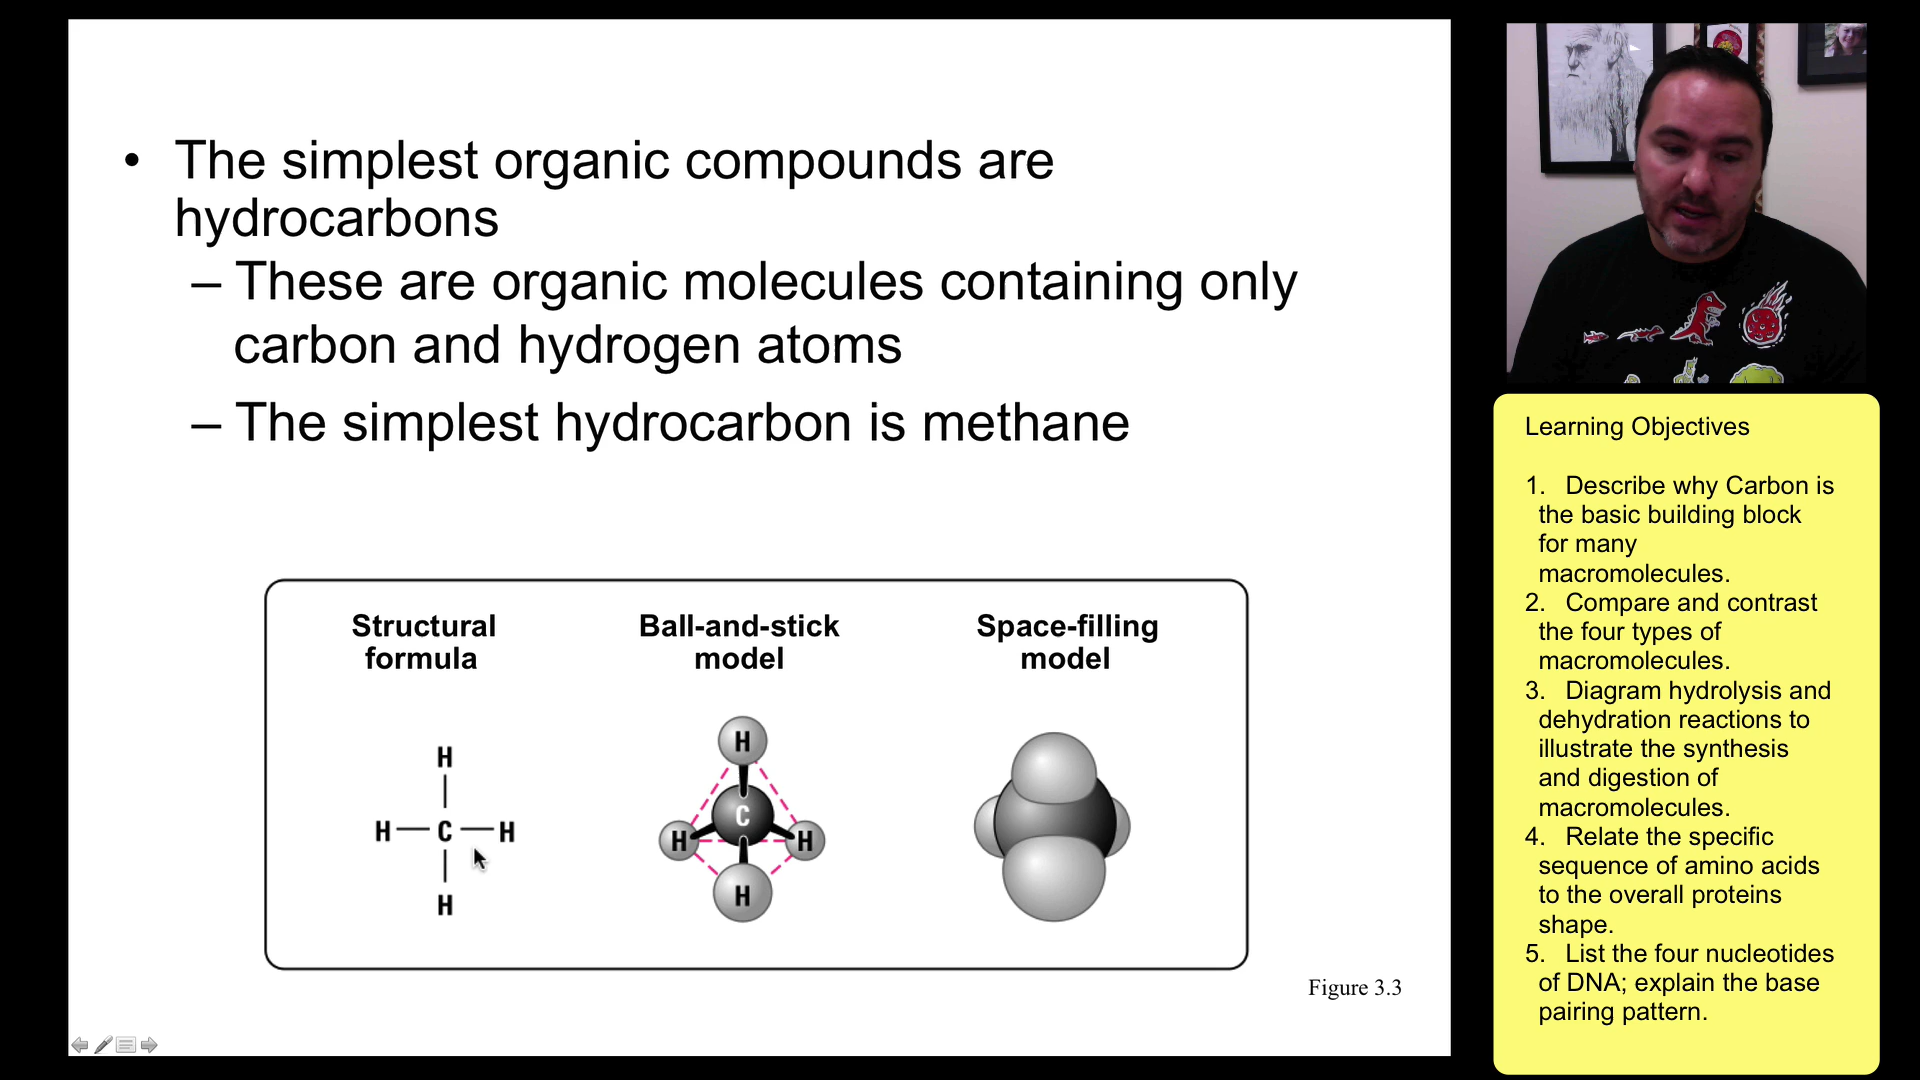 • The simplest organic compounds are
hydrocarbons
– These are organic molecules containing only
carbon and hydrogen atoms
– The simplest hydrocarbon is methane
Structural
formula
Ball-and-stick
model
Space-filling
model
H
H — C — H
H
H
C
H H
H
Figure 3.3
Learning Objectives
1. Describe why Carbon is
the basic building block
for many
macromolecules.
2. Compare and contrast
the four types of
macromolecules.
3. Diagram hydrolysis and
dehydration reactions to
illustrate the synthesis
and digestion of
macromolecules.
4. Relate the specific
sequence of amino acids
to the overall proteins
shape.
5. List the four nucleotides
of DNA; explain the base
pairing pattern.